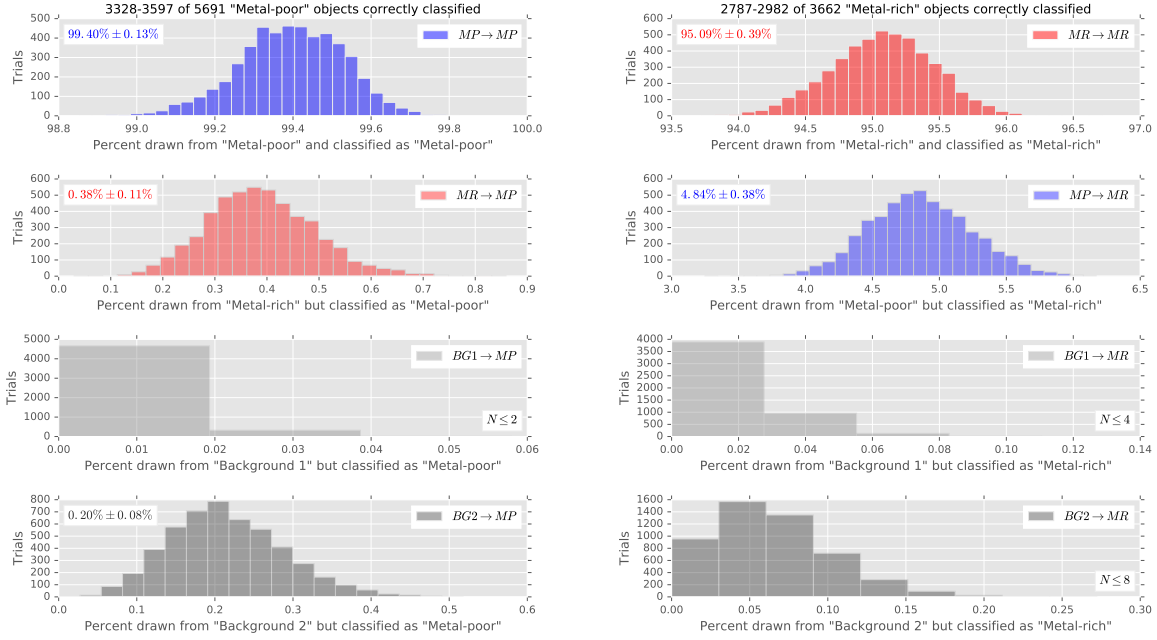 3328-3597 of 5691 "Metal-poor" objects correctly classified
600
500
400
300
200
100
0
Trials
99.40% ± 0.13%
MP → MP
98.8 99.0 99.2 99.4 99.6 99.8 100.0
Percent drawn from "Metal-poor" and classified as "Metal-poor"
2787-2982 of 3662 "Metal-rich" objects correctly classified
600
500
400
300
200
100
0
Trials
95.09% ± 0.39%
MR → MR
93.5 94.0 94.5 95.0 95.5 96.0 96.5 97.0
Percent drawn from "Metal-rich" and classified as "Metal-rich"
600
500
400
300
200
100
0
Trials
0.38% ± 0.11%
MR → MP
0.0 0.1 0.2 0.3 0.4 0.5 0.6 0.7 0.8 0.9
Percent drawn from "Metal-rich" but classified as "Metal-poor"
600
500
400
300
200
100
0
Trials
4.84% ± 0.38%
MP → MR
3.0 3.5 4.0 4.5 5.0 5.5 6.0 6.5
Percent drawn from "Metal-poor" but classified as "Metal-rich"
5000
4000
3000
2000
1000
0
Trials
BG1 → MP
N ≤ 2
0.00 0.01 0.02 0.03 0.04 0.05 0.06
Percent drawn from "Background 1" but classified as "Metal-poor"
4000
3500
3000
2500
2000
1500
1000
500
0
Trials
BG1 → MR
N ≤ 4
0.00 0.02 0.04 0.06 0.08 0.10 0.12 0.14
Percent drawn from "Background 1" but classified as "Metal-rich"
800
700
600
500
400
300
200
100
0
Trials
0.20% ± 0.08%
BG2 → MP
0.0 0.1 0.2 0.3 0.4 0.5 0.6
Percent drawn from "Background 2" but classified as "Metal-poor"
1600
1400
1200
1000
800
600
400
200
0
Trials
BG2 → MR
N ≤ 8
0.00 0.05 0.10 0.15 0.20 0.25 0.30
Percent drawn from "Background 2" but classified as "Metal-rich"